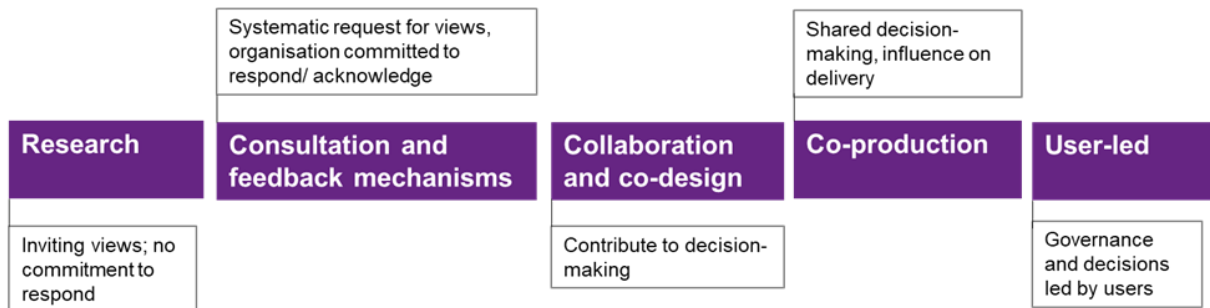 Systematic request for views,
organisation committed to
respond/ acknowledge
Shared decision-
making, influence on
delivery
Research
Consultation and
feedback mechanisms
Collaboration
and co-design
Co-production
User-led
Inviting views; no
commitment to
respond
Contribute to decision-
making
Governance
and decisions
led by users